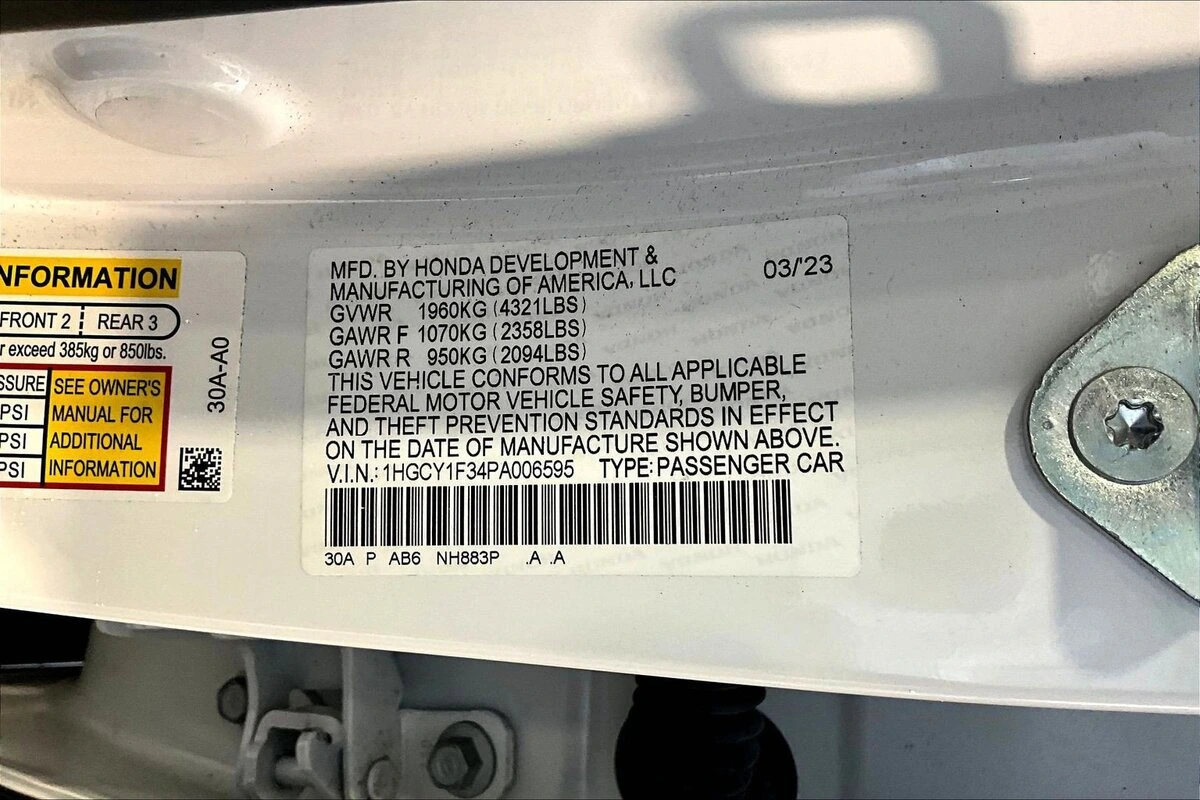 NFORMATION
FRONT 2 REAR 3
r exceed 385kg or 850lbs.
SSURE
PSI
PSI
PSI
SEE OWNER'S
MANUAL FOR
ADDITIONAL
INFORMATION
30A-A0
MFD. BY HONDA DEVELOPMENT &
MANUFACTURING OF AMERICA, LLC
03/'23
GVWR 1960KG (4321LBS)
GAWR F 1070KG (2358LBS)
GAWR R 950KG (2094LBS)
THIS VEHICLE CONFORMS TO ALL APPLICABLE
FEDERAL MOTOR VEHICLE SAFETY, BUMPER,
AND THEFT PREVENTION STANDARDS IN EFFECT
ON THE DATE OF MANUFACTURE SHOWN ABOVE.
V.I.N.: 1HGCY1F34PA006595 TYPE: PASSENGER CAR
30A P AB6 NH883P .A .A